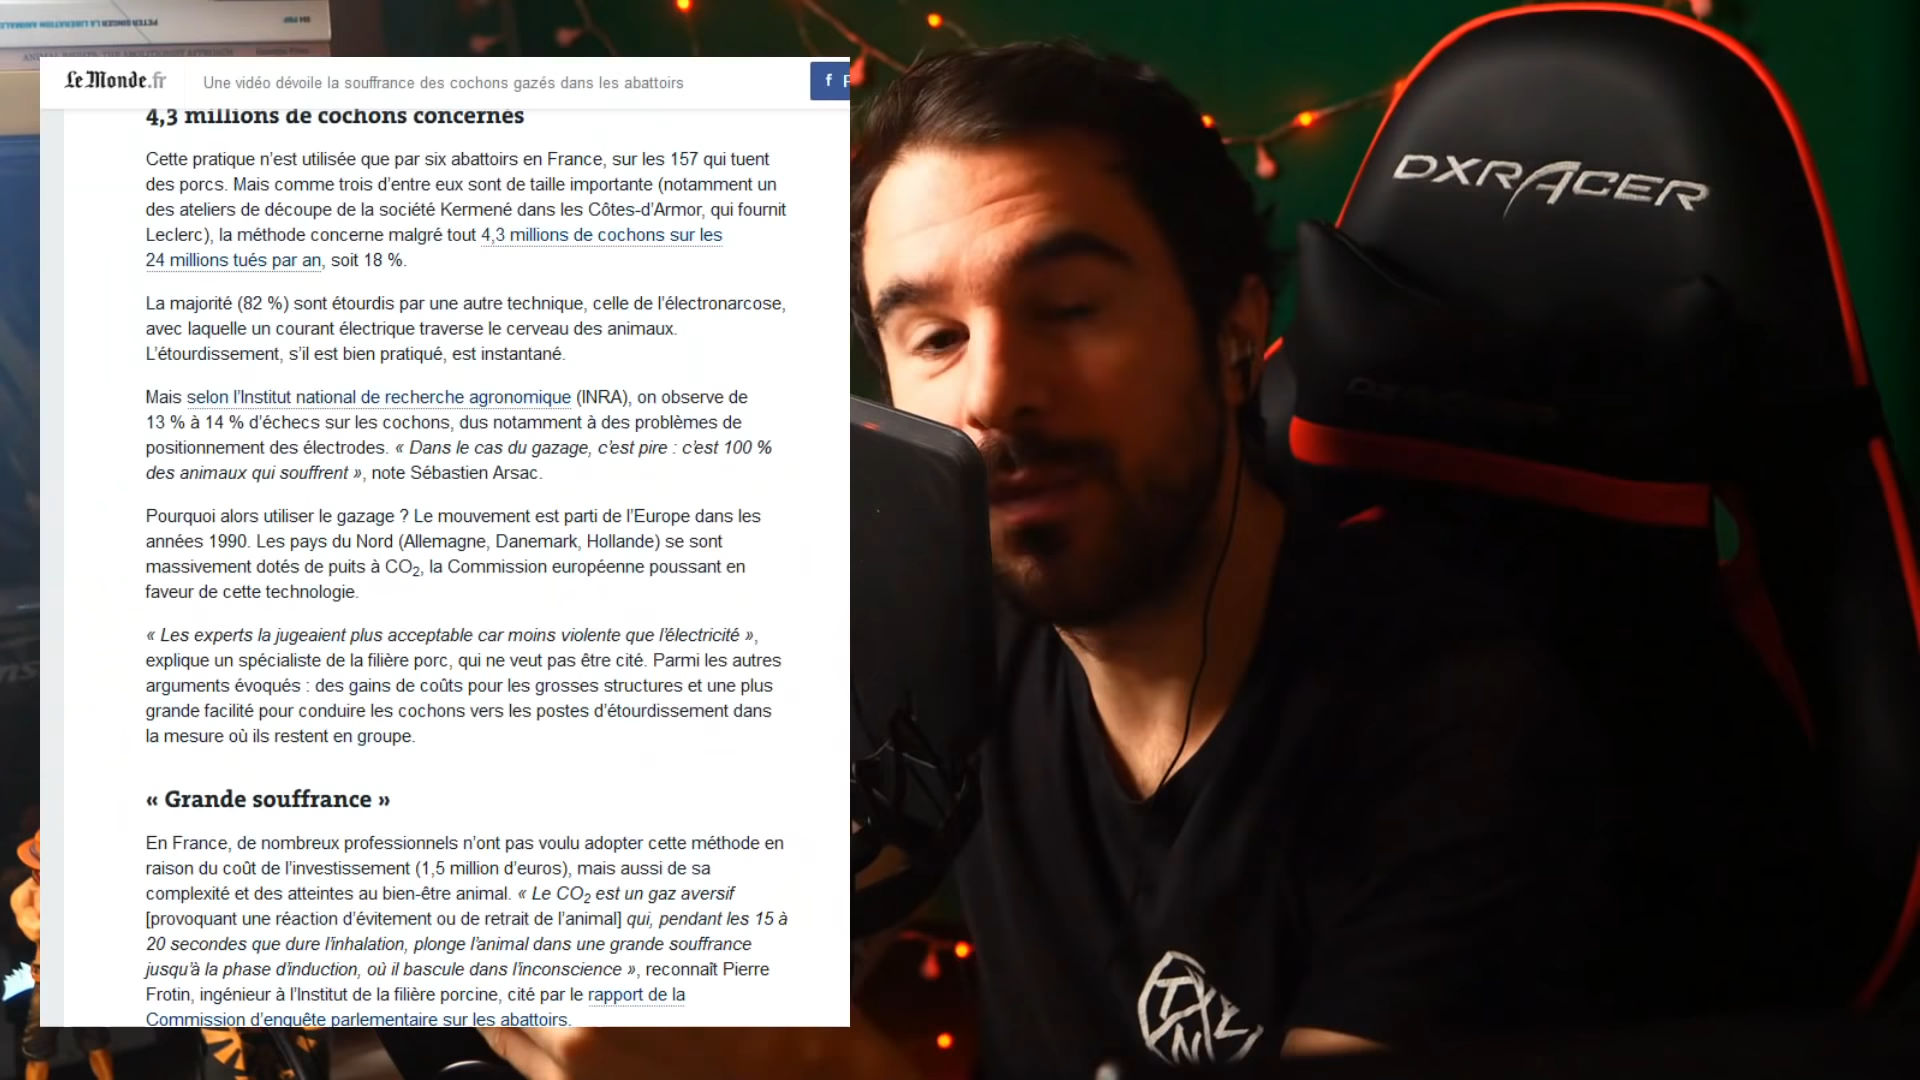 PETER SINGER LA LIBÉRATION ANIMALE
ANIMAL RIGHTS: THE ABOLITIONIST APPROACH
Le Monde.fr
Une vidéo dévoile la souffrance des cochons gazés dans les abattoirs
f
4,3 millions de cochons concernés
Cette pratique n’est utilisée que par six abattoirs en France, sur les 157 qui tuent
des porcs. Mais comme trois d’entre eux sont de taille importante (notamment un
des ateliers de découpe de la société Kermené dans les Côtes-d’Armor, qui fournit
Leclerc), la méthode concerne malgré tout 4,3 millions de cochons sur les
24 millions tués par an, soit 18 %.
La majorité (82 %) sont étourdis par une autre technique, celle de l’électronarcose,
avec laquelle un courant électrique traverse le cerveau des animaux.
L’étourdissement, s’il est bien pratiqué, est instantané.
Mais selon l’Institut national de recherche agronomique (INRA), on observe de
13 % à 14 % d’échecs sur les cochons, dus notamment à des problèmes de
positionnement des électrodes. « Dans le cas du gazage, c’est pire : c’est 100 %
des animaux qui souffrent », note Sébastien Arsac.
Pourquoi alors utiliser le gazage ? Le mouvement est parti de l’Europe dans les
années 1990. Les pays du Nord (Allemagne, Danemark, Hollande) se sont
massivement dotés de puits à CO₂, la Commission européenne poussant en
faveur de cette technologie.
« Les experts la jugeaient plus acceptable car moins violente que l’électricité »,
explique un spécialiste de la filière porc, qui ne veut pas être cité. Parmi les autres
arguments évoqués : des gains de coûts pour les grosses structures et une plus
grande facilité pour conduire les cochons vers les postes d’étourdissement dans
la mesure où ils restent en groupe.
« Grande souffrance »
En France, de nombreux professionnels n’ont pas voulu adopter cette méthode en
raison du coût de l’investissement (1,5 million d’euros), mais aussi de sa
complexité et des atteintes au bien-être animal. « Le CO₂ est un gaz aversif
[provoquant une réaction d’évitement ou de retrait de l’animal] qui, pendant les 15 à
20 secondes que dure l’inhalation, plonge l’animal dans une grande souffrance
jusqu’à la phase d’induction, où il bascule dans l’inconscience », reconnaît Pierre
Frotin, ingénieur à l’Institut de la filière porcine, cité par le rapport de la
Commission d’enquête parlementaire sur les abattoirs.
DXRACER